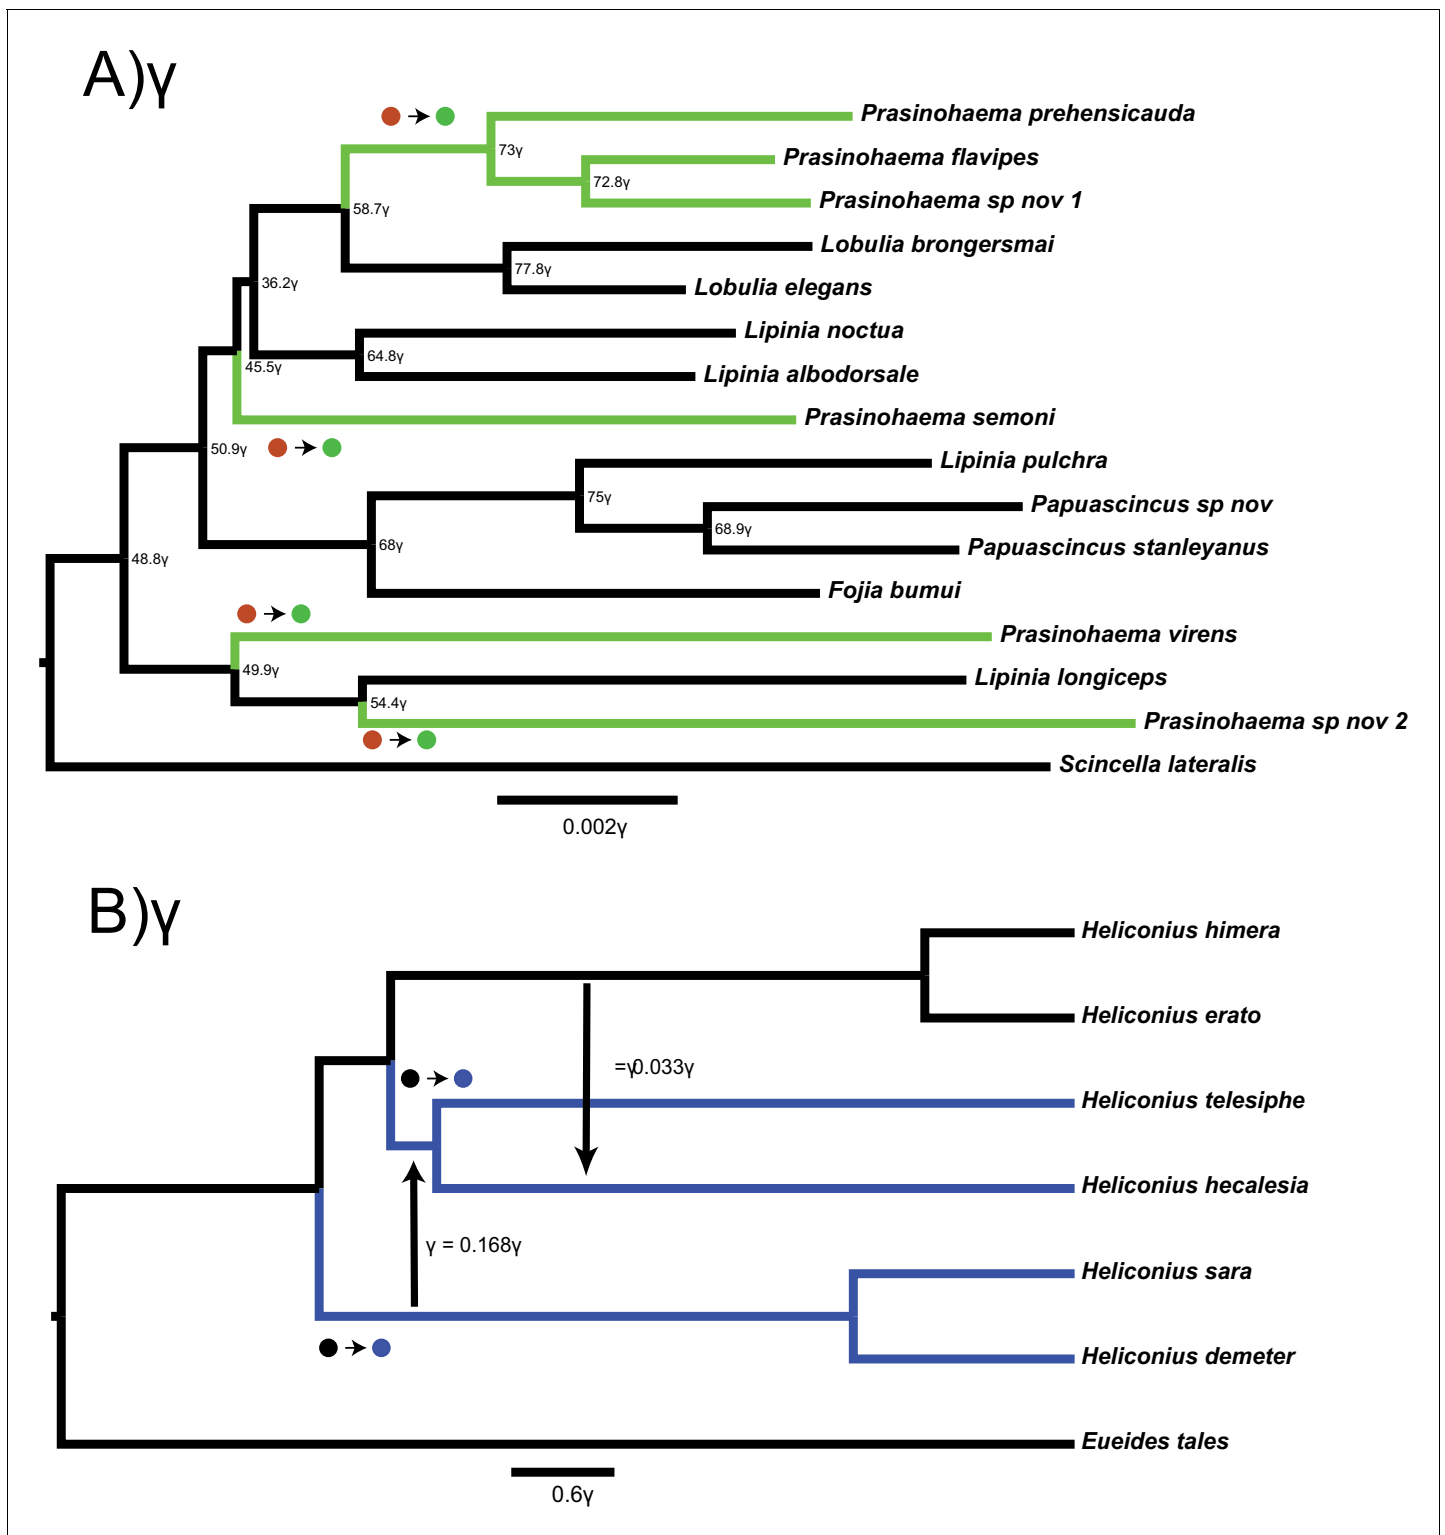 A)γ
Prasinohaema prehensicauda
73γ
Prasinohaema flavipes
72.8γ
Prasinohaema sp nov 1
58.7γ
Lobulia brongersmai
77.8γ
36.2γ
Lobulia elegans
Lipinia noctua
64.8γ
45.5γ
Lipinia albodorsale
Prasinohaema semoni
50.9γ
Lipinia pulchra
75γ
Papuascincus sp nov
68.9γ
68γ
Papuascincus stanleyanus
48.8γ
Fojia bumui
Prasinohaema virens
49.9γ
Lipinia longiceps
54.4γ
Prasinohaema sp nov 2
Scincella lateralis
0.002γ
B)γ
Heliconius himera
Heliconius erato
=γ0.033γ
Heliconius telesiphe
Heliconius hecalesia
γ = 0.168γ
Heliconius sara
Heliconius demeter
Eueides tales
0.6γ